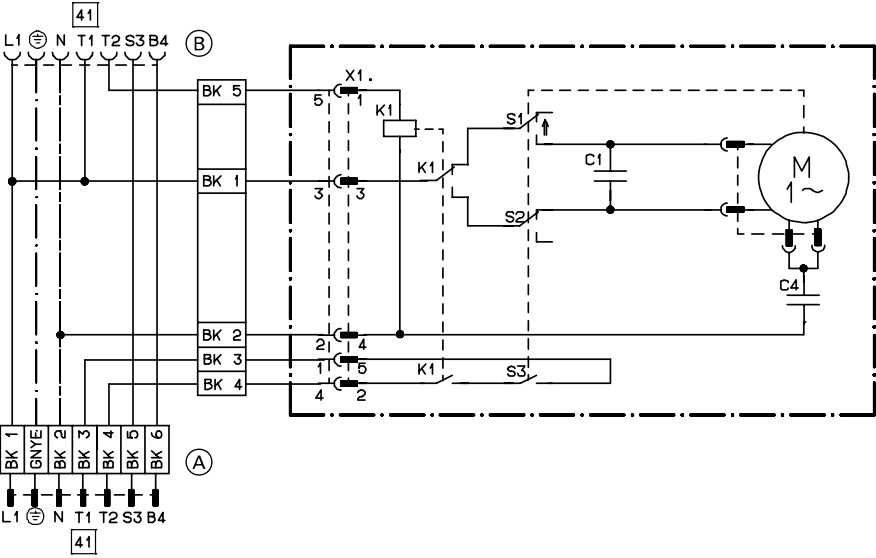 41
L1 N T1 T2 S3 B4
B
BK 5
5
X1.
1
K1
S1
C1
M
1~
BK 1
3
3
K1
S2
C4
BK 2
2
4
BK 3
1
5
K1
S3
BK 4
4
2
BK 1
GNYE
BK 2
BK 3
BK 4
BK 5
BK 6
A
L1 N T1 T2 S3 B4
41